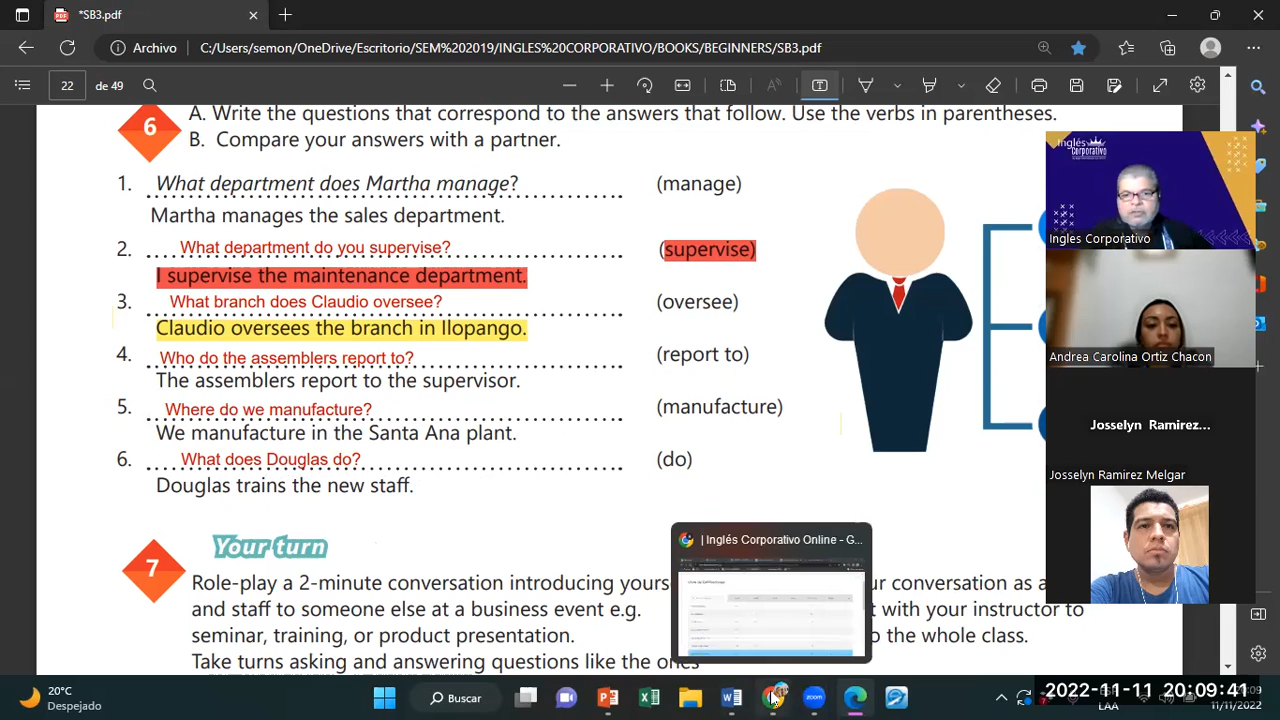 *SB3.pdf
Archivo C:/Users/semon/OneDrive/Escritorio/SEM%202019/INGLES%20CORPORATIVO/BOOKS/BEGINNERS/SB3.pdf
22 de 49
6 A. Write the questions that correspond to the answers that follow. Use the verbs in parentheses.
B. Compare your answers with a partner.
1. What department does Martha manage? (manage)
Martha manages the sales department.
2. What department do you supervise? (supervise)
I supervise the maintenance department.
3. What branch does Claudio oversee? (oversee)
Claudio oversees the branch in Ilopango.
4. Who do the assemblers report to? (report to)
The assemblers report to the supervisor.
5. Where do we manufacture? (manufacture)
We manufacture in the Santa Ana plant.
6. What does Douglas do? (do)
Douglas trains the new staff.
Your turn
7 Role-play a 2-minute conversation introducing yours
and staff to someone else at a business event e.g.
seminar, training, or product presentation.
Take turns asking and answering questions like the ones
ur conversation as a
t with your instructor to
o the whole class.
| Inglés Corporativo Online - G...
Inglés
Corporativo
Ingles Corporativo
Andrea Carolina Ortiz Chacon
Josselyn Ramirez...
Josselyn Ramirez Melgar
20°C
Despejado
Buscar
zoom
LAA
2022-11-11 20:09:41
11/11/2022